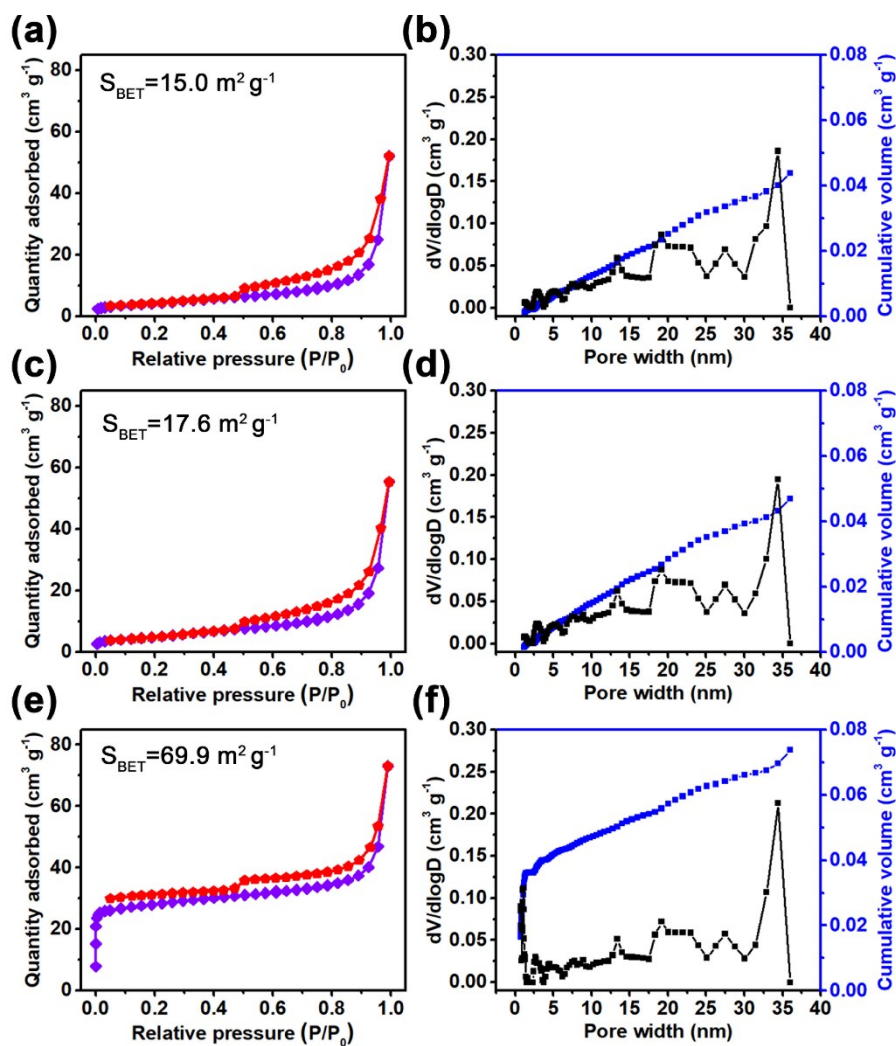 (a)
S_BET=15.0 m² g⁻¹
Quantity adsorbed (cm³ g⁻¹)
80
60
40
20
0
0.0 0.2 0.4 0.6 0.8 1.0
Relative pressure (P/P₀)
(b)
dV/dlogD (cm³ g⁻¹)
0.30
0.25
0.20
0.15
0.10
0.05
0.00
0 5 10 15 20 25 30 35 40
Pore width (nm)
0.08
0.06
0.04
0.02
0.00
Cumulative volume (cm³ g⁻¹)
(c)
S_BET=17.6 m² g⁻¹
Quantity adsorbed (cm³ g⁻¹)
80
60
40
20
0
0.0 0.2 0.4 0.6 0.8 1.0
Relative pressure (P/P₀)
(d)
dV/dlogD (cm³ g⁻¹)
0.30
0.25
0.20
0.15
0.10
0.05
0.00
0 5 10 15 20 25 30 35 40
Pore width (nm)
0.08
0.06
0.04
0.02
0.00
Cumulative volume (cm³ g⁻¹)
(e)
S_BET=69.9 m² g⁻¹
Quantity adsorbed (cm³ g⁻¹)
80
60
40
20
0
0.0 0.2 0.4 0.6 0.8 1.0
Relative pressure (P/P₀)
(f)
dV/dlogD (cm³ g⁻¹)
0.30
0.25
0.20
0.15
0.10
0.05
0.00
0 5 10 15 20 25 30 35 40
Pore width (nm)
0.08
0.06
0.04
0.02
0.00
Cumulative volume (cm³ g⁻¹)